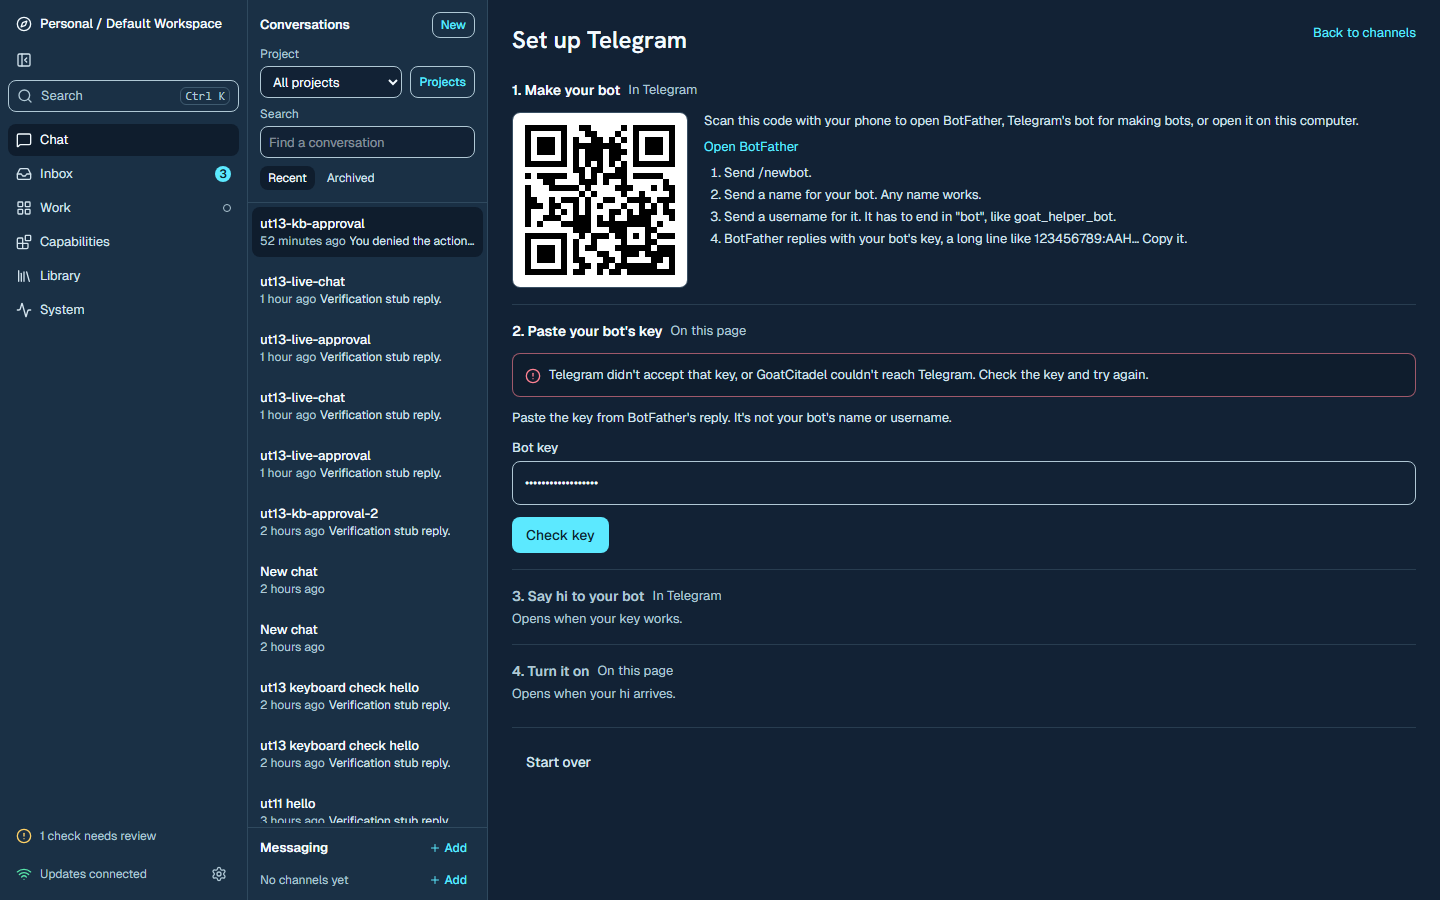 Personal / Default Workspace
Search
Ctrl K
Chat
Inbox
3
Work
Capabilities
Library
System
1 check needs review
Updates connected
Conversations
New
Project
All projects
Projects
Search
Find a conversation
Recent
Archived
ut13-kb-approval
52 minutes ago You denied the action...
ut13-live-chat
1 hour ago Verification stub reply.
ut13-live-approval
1 hour ago Verification stub reply.
ut13-live-chat
1 hour ago Verification stub reply.
ut13-live-approval
1 hour ago Verification stub reply.
ut13-kb-approval-2
2 hours ago Verification stub reply.
New chat
2 hours ago
New chat
2 hours ago
ut13 keyboard check hello
2 hours ago Verification stub reply.
ut13 keyboard check hello
2 hours ago Verification stub reply.
ut11 hello
3 hours ago Verification stub reply
Messaging
+ Add
No channels yet
+ Add
Set up Telegram
Back to channels
1. Make your bot In Telegram
Scan this code with your phone to open BotFather, Telegram's bot for making bots, or open it on this computer.
Open BotFather
1. Send /newbot.
2. Send a name for your bot. Any name works.
3. Send a username for it. It has to end in "bot", like goat_helper_bot.
4. BotFather replies with your bot's key, a long line like 123456789:AAH... Copy it.
2. Paste your bot's key On this page
Telegram didn't accept that key, or GoatCitadel couldn't reach Telegram. Check the key and try again.
Paste the key from BotFather's reply. It's not your bot's name or username.
Bot key
••••••••••••••••••
Check key
3. Say hi to your bot In Telegram
Opens when your key works.
4. Turn it on On this page
Opens when your hi arrives.
Start over